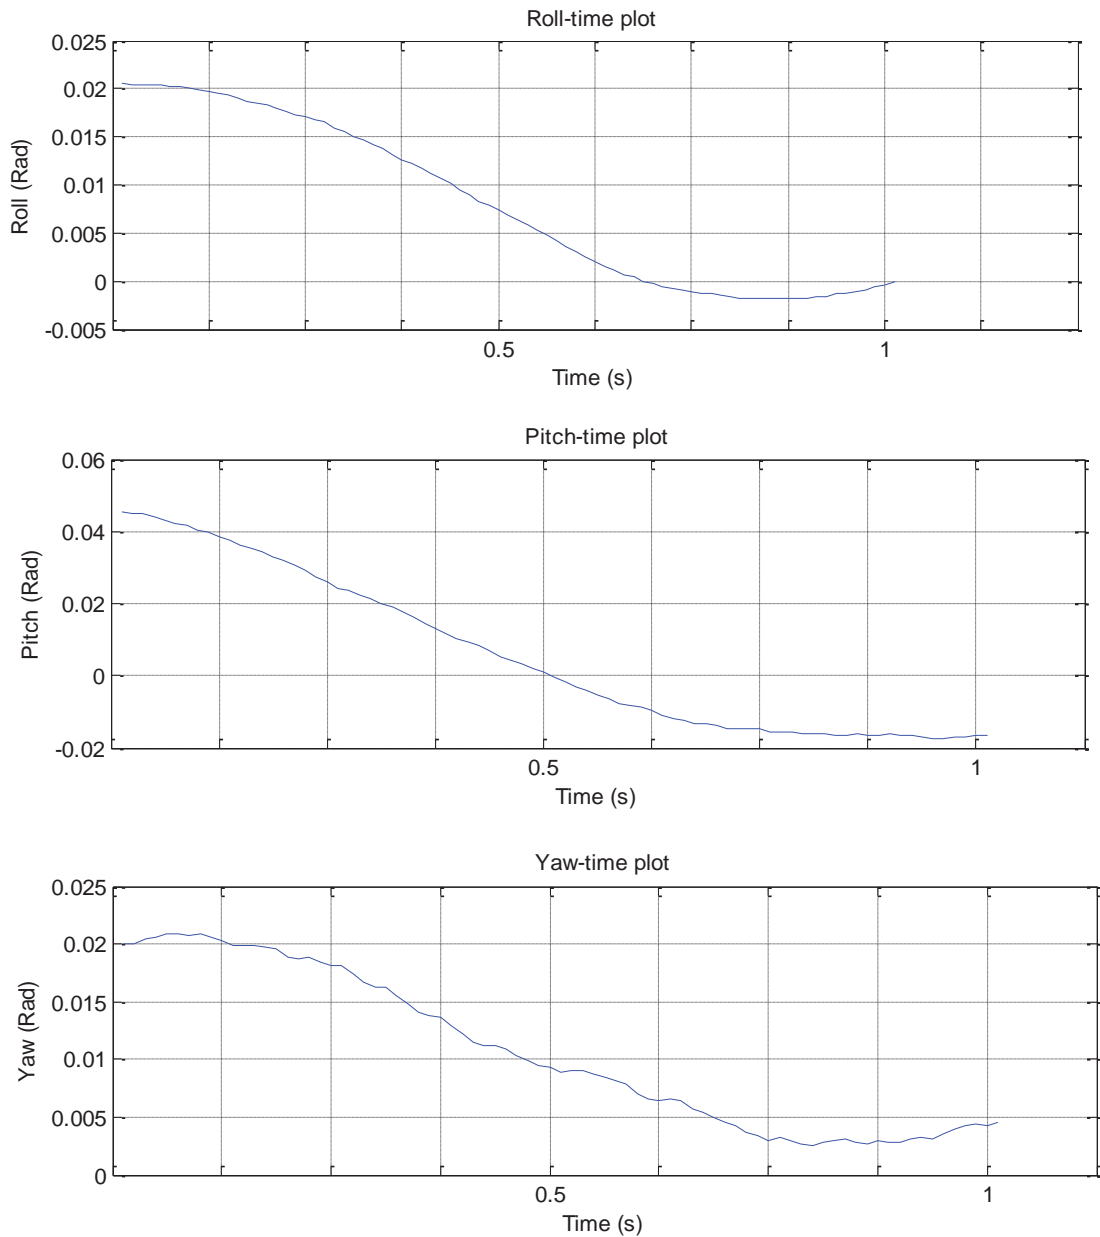 Roll-time plot
0.025
0.02
0.015
0.01
0.005
0
-0.005
Roll (Rad)
0.5
1
Time (s)
Pitch-time plot
0.06
0.04
0.02
0
-0.02
Pitch (Rad)
0.5
1
Time (s)
Yaw-time plot
0.025
0.02
0.015
0.01
0.005
0
Yaw (Rad)
0.5
1
Time (s)